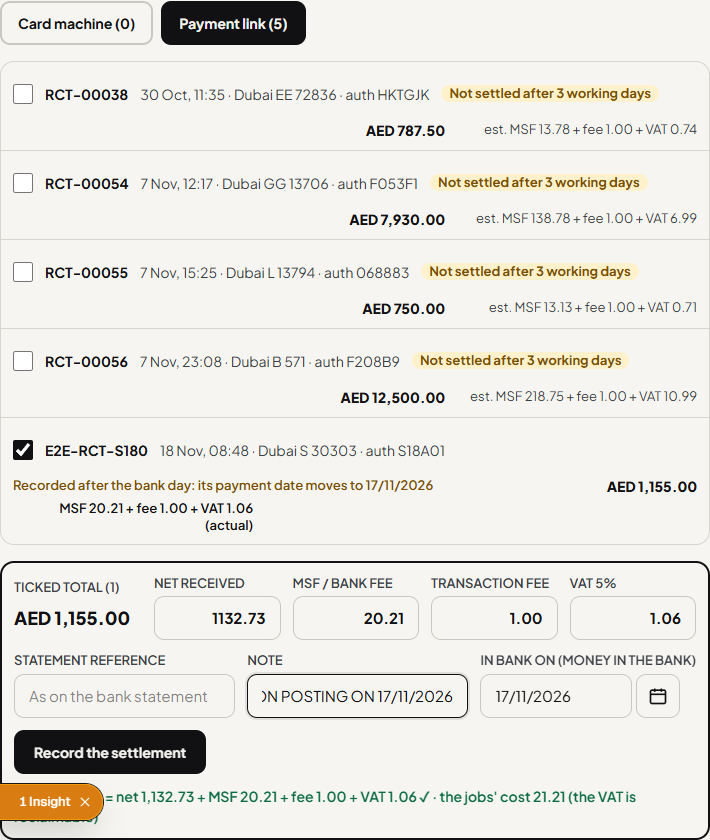 Card machine (0) Payment link (5)
RCT-00038 30 Oct, 11:35 · Dubai EE 72836 · auth HKTGJK Not settled after 3 working days
AED 787.50 est. MSF 13.78 + fee 1.00 + VAT 0.74
RCT-00054 7 Nov, 12:17 · Dubai GG 13706 · auth F053F1 Not settled after 3 working days
AED 7,930.00 est. MSF 138.78 + fee 1.00 + VAT 6.99
RCT-00055 7 Nov, 15:25 · Dubai L 13794 · auth 068883 Not settled after 3 working days
AED 750.00 est. MSF 13.13 + fee 1.00 + VAT 0.71
RCT-00056 7 Nov, 23:08 · Dubai B 571 · auth F208B9 Not settled after 3 working days
AED 12,500.00 est. MSF 218.75 + fee 1.00 + VAT 10.99
E2E-RCT-S180 18 Nov, 08:48 · Dubai S 30303 · auth S18A01
Recorded after the bank day: its payment date moves to 17/11/2026 AED 1,155.00
MSF 20.21 + fee 1.00 + VAT 1.06
(actual)
TICKED TOTAL (1) NET RECEIVED MSF / BANK FEE TRANSACTION FEE VAT 5%
AED 1,155.00 1132.73 20.21 1.00 1.06
STATEMENT REFERENCE NOTE IN BANK ON (MONEY IN THE BANK)
As on the bank statement ON POSTING ON 17/11/2026 17/11/2026
Record the settlement
1 Insight ×
= net 1,132.73 + MSF 20.21 + fee 1.00 + VAT 1.06 ✓ · the jobs' cost 21.21 (the VAT is